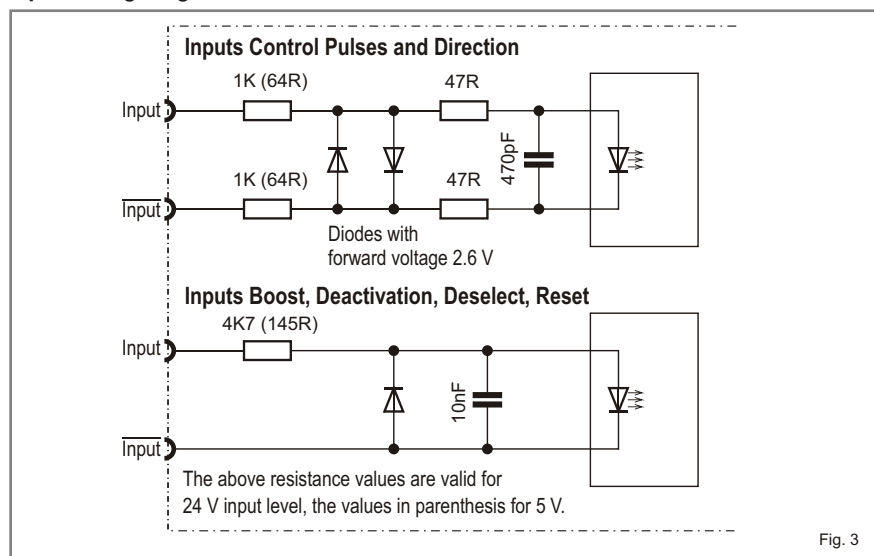 Inputs Control Pulses and Direction
1K (64R)
47R
Input
470pF
1K (64R)
47R
Input
Diodes with
forward voltage 2.6 V
Inputs Boost, Deactivation, Deselect, Reset
4K7 (145R)
Input
10nF
Input
The above resistance values are valid for
24 V input level, the values in parenthesis for 5 V.
Fig. 3